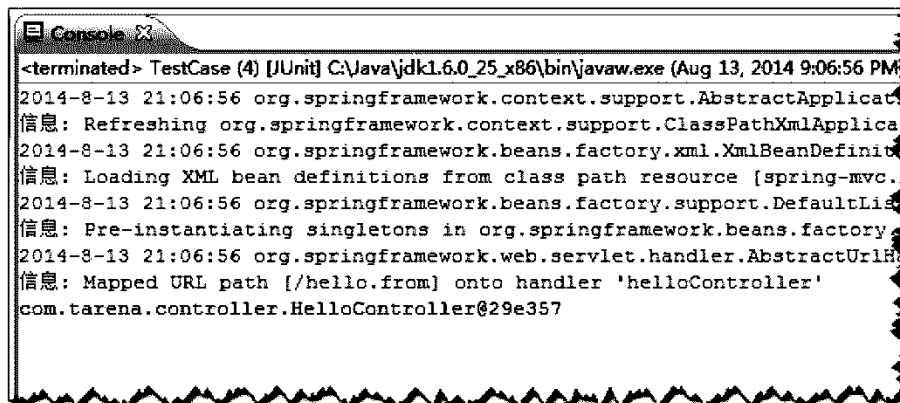 Console
<terminated> TestCase (4) [JUnit] C:\Java\jdk1.6.0_25_x86\bin\javaw.exe (Aug 13, 2014 9:06:56 PM)
2014-8-13 21:06:56 org.springframework.context.support.AbstractApplicat
信息: Refreshing org.springframework.context.support.ClassPathXmlApplica
2014-8-13 21:06:56 org.springframework.beans.factory.xml.XmlBeanDefinit
信息: Loading XML bean definitions from class path resource [spring-mvc.
2014-8-13 21:06:56 org.springframework.beans.factory.support.DefaultLis
信息: Pre-instantiating singletons in org.springframework.beans.factory
2014-8-13 21:06:56 org.springframework.web.servlet.handler.AbstractUrlH
信息: Mapped URL path [/hello.from] onto handler 'helloController'
com.tarena.controller.HelloController@29e357